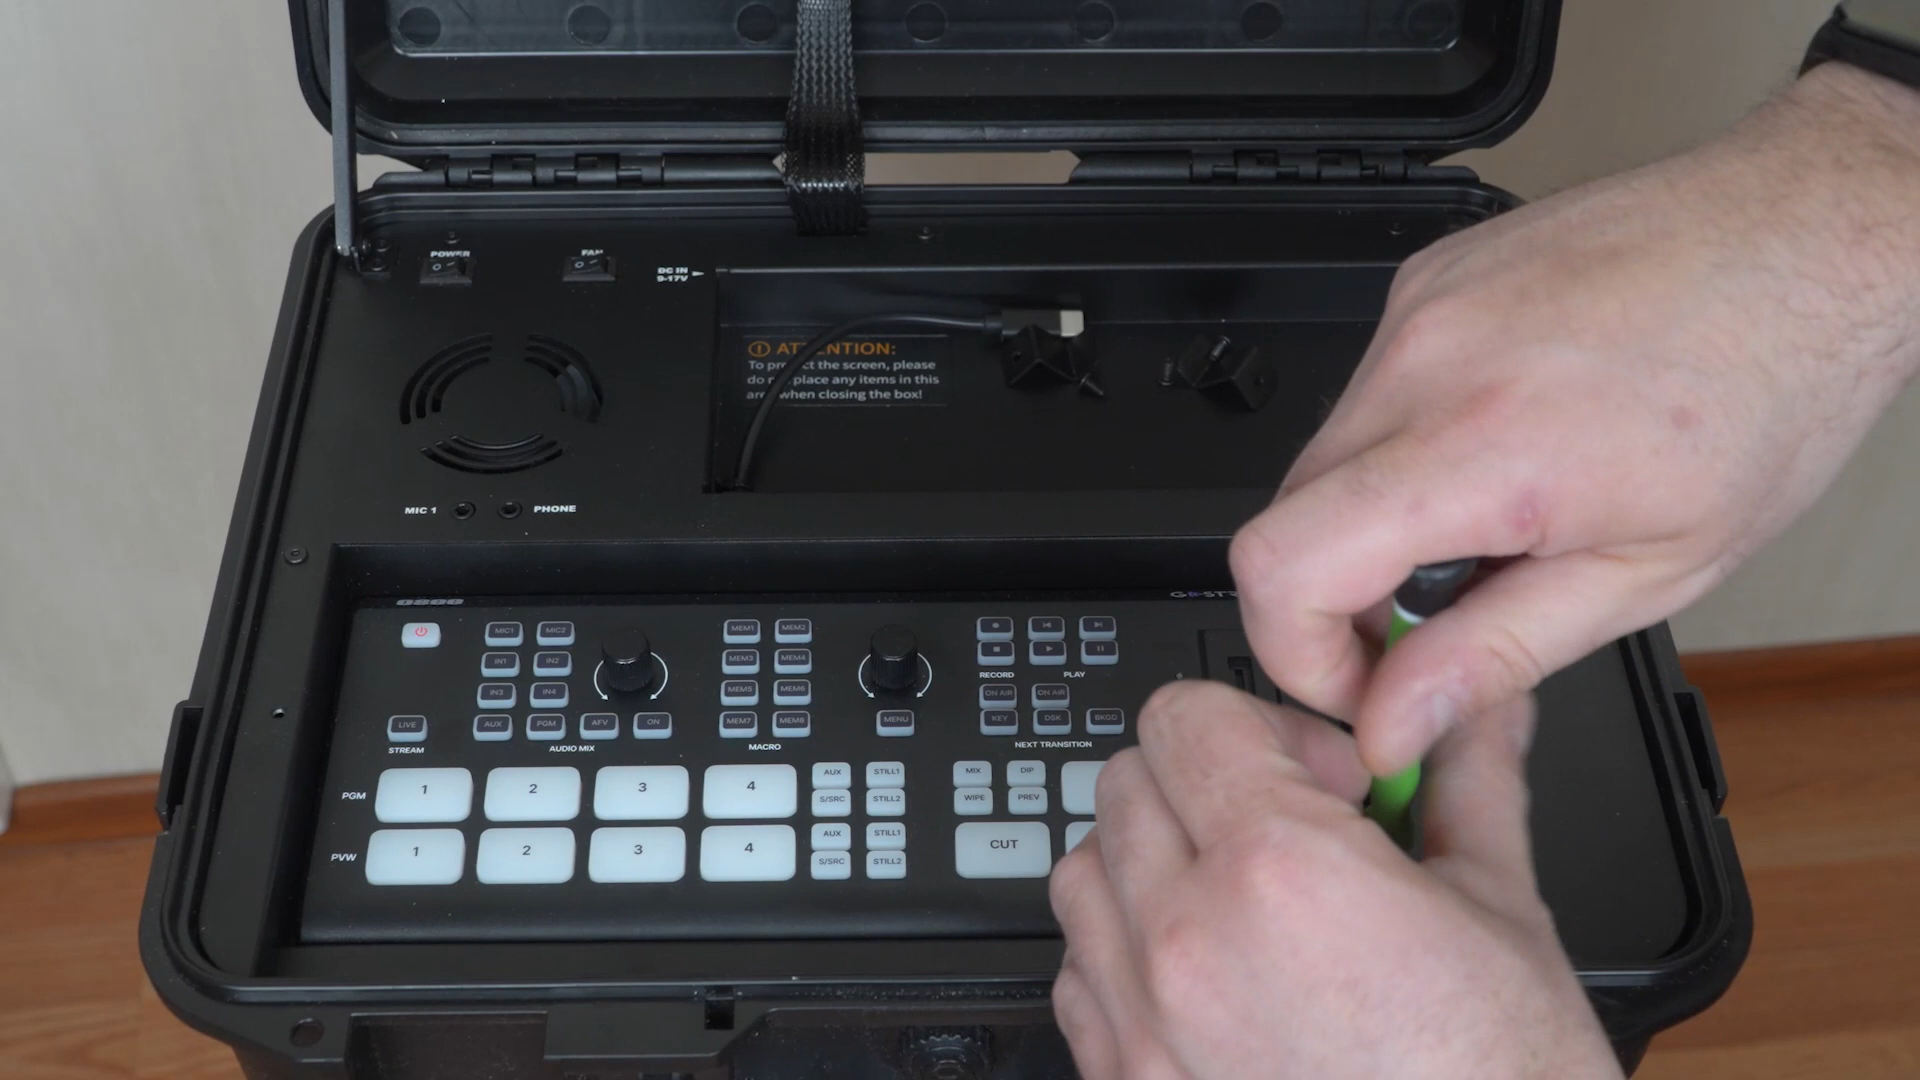 POWER
FAN
DC IN
9-17V
ATTENTION:
To protect the screen, please
do not place any items in this
area when closing the box!
MIC 1
PHONE
MIC1 MIC2
IN1 IN2
IN3 IN4
AUX PGM AFV ON
AUDIO MIX
LIVE
STREAM
MEM1 MEM2
MEM3 MEM4
MEM5 MEM6
MEM7 MEM8
MACRO
MENU
RECORD
PLAY
ON AIR ON AIR
KEY DSK BKGD
NEXT TRANSITION
PGM 1 2 3 4
AUX STILL1
S/SRC STILL2
PVW 1 2 3 4
AUX STILL1
S/SRC STILL2
MIX DIP
WIPE PREV
CUT